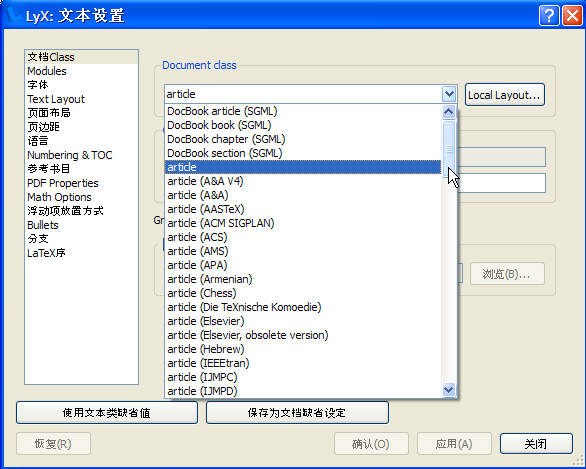 LyX: 文本设置
文档Class
Modules
字体
Text Layout
页面布局
页边距
语言
Numbering & TOC
参考书目
PDF Properties
Math Options
浮动项放置方式
Bullets
分支
LaTeX序
Document class
article
Local Layout...
DocBook article (SGML)
DocBook book (SGML)
DocBook chapter (SGML)
DocBook section (SGML)
article
article (A&A V4)
article (A&A)
article (AASTeX)
article (ACM SIGPLAN)
article (ACS)
article (AMS)
article (APA)
article (Armenian)
article (Chess)
article (Die TeXnische Komoedie)
article (Elsevier)
article (Elsevier, obsolete version)
article (Hebrew)
article (IEEEtran)
article (IJMPC)
article (IJMPD)
浏览(B)...
使用文本类缺省值
保存为文档缺省设定
恢复(R)
确认(O)
应用(A)
关闭